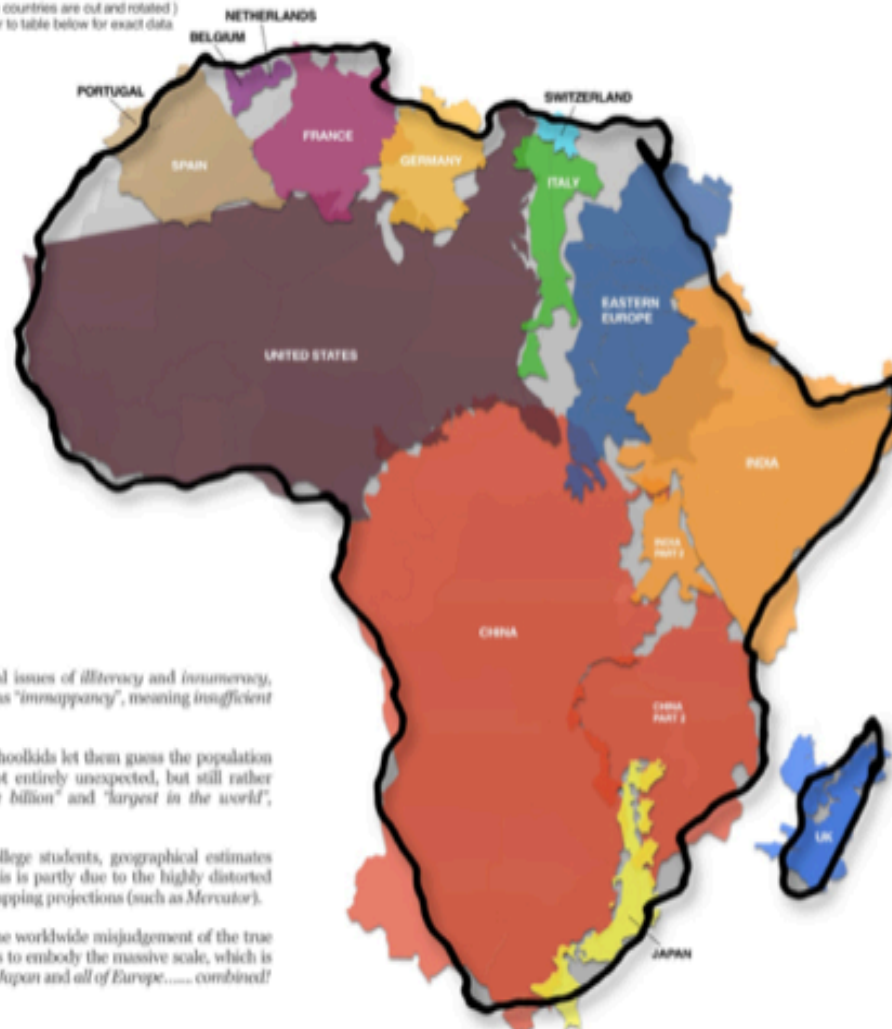 countries are cut and rotated )
r to table below for exact data
NETHERLANDS
BELGIUM
PORTUGAL
SWITZERLAND
FRANCE
SPAIN
GERMANY
ITALY
EASTERN
EUROPE
UNITED STATES
INDIA
INDIA
PART 2
CHINA
CHINA
PART 2
UK
JAPAN
l issues of illiteracy and innumeracy,
as "immappancy", meaning insufficient
hoolkids let them guess the population
ot entirely unexpected, but still rather
billion" and "largest in the world",
llege students, geographical estimates
is is partly due to the highly distorted
apping projections (such as Mercator).
he worldwide misjudgement of the true
s to embody the massive scale, which is
Japan and all of Europe...... combined!